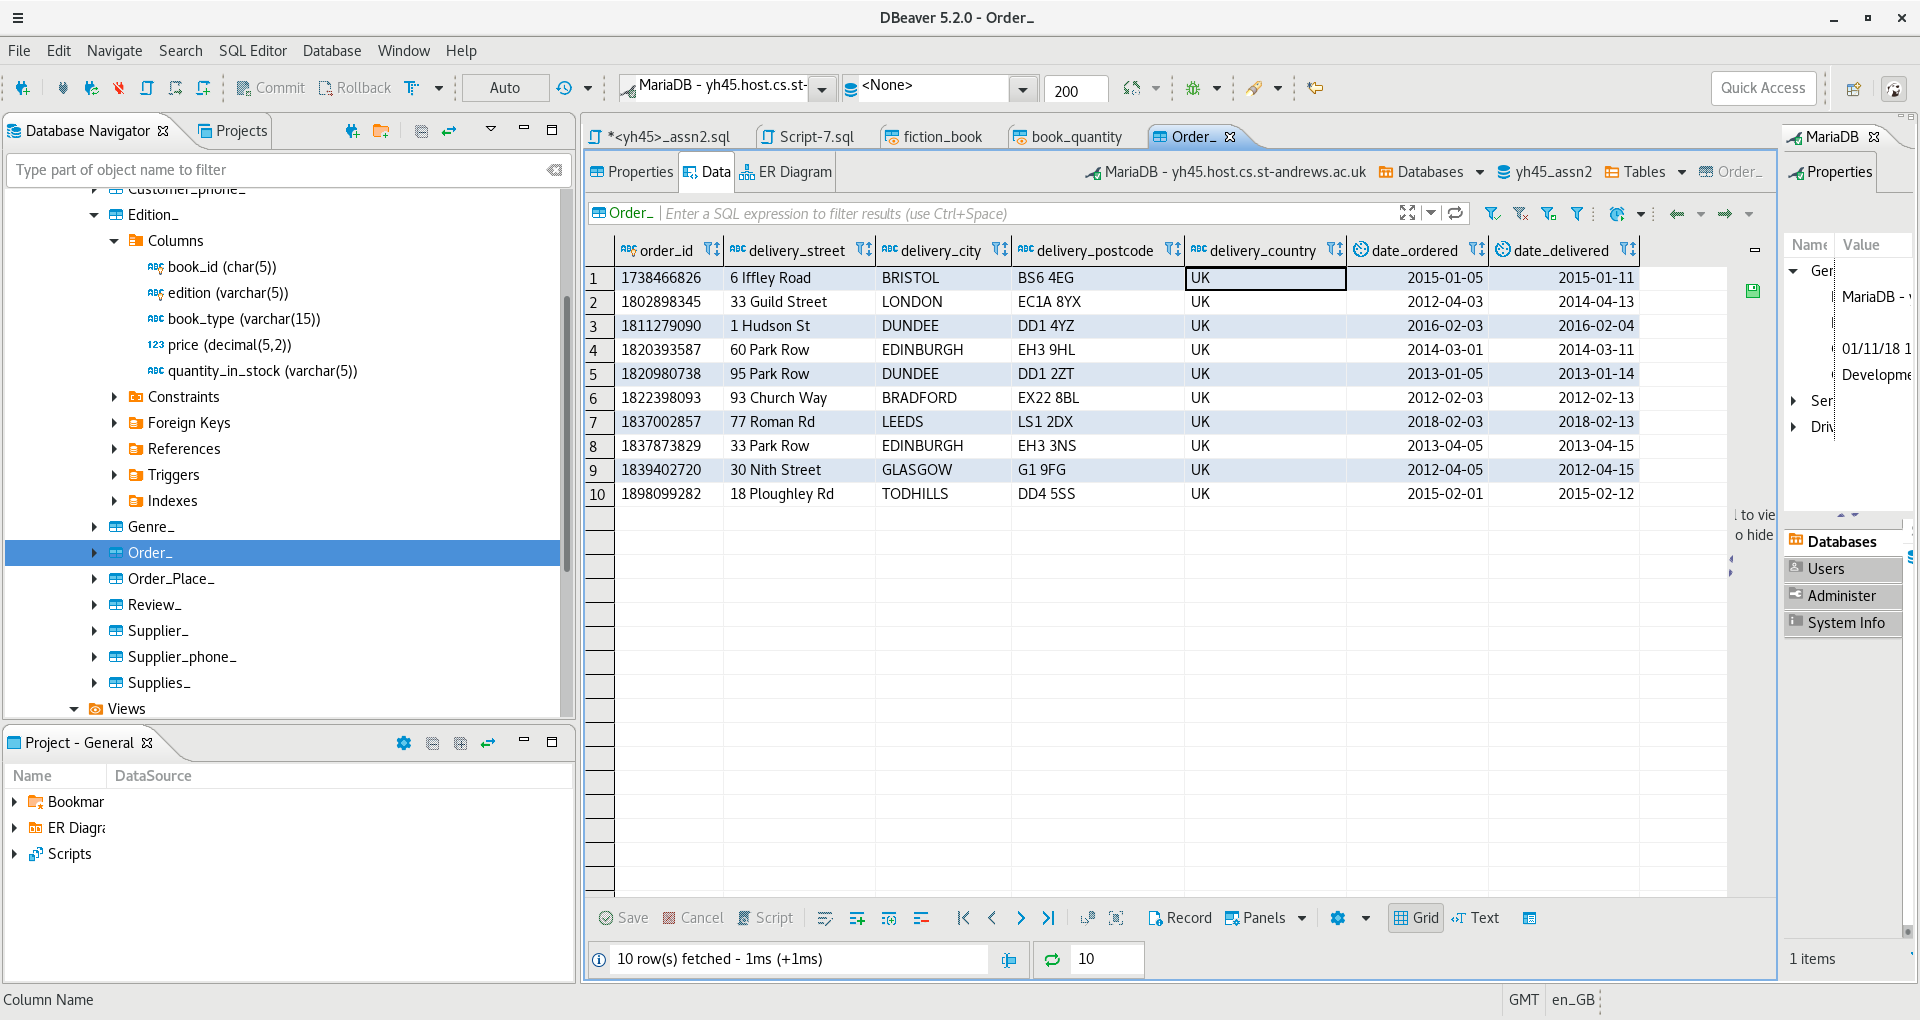 DBeaver 5.2.0 - Order_
File Edit Navigate Search SQL Editor Database Window Help
Commit Rollback Auto MariaDB - yh45.host.cs.st- <None> 200 Quick Access
Database Navigator Projects
Type part of object name to filter
Customer_phone_
Edition_
Columns
book_id (char(5))
edition (varchar(5))
book_type (varchar(15))
price (decimal(5,2))
quantity_in_stock (varchar(5))
Constraints
Foreign Keys
References
Triggers
Indexes
Genre_
Order_
Order_Place_
Review_
Supplier_
Supplier_phone_
Supplies_
Views
Project - General
Name DataSource
Bookmar
ER Diagra
Scripts
*<yh45>_assn2.sql Script-7.sql fiction_book book_quantity Order_
Properties Data ER Diagram MariaDB - yh45.host.cs.st-andrews.ac.uk Databases yh45_assn2 Tables Order_
Order_ Enter a SQL expression to filter results (use Ctrl+Space)
order_id delivery_street delivery_city delivery_postcode delivery_country date_ordered date_delivered
1 1738466826 6 Iffley Road BRISTOL BS6 4EG UK 2015-01-05 2015-01-11
2 1802898345 33 Guild Street LONDON EC1A 8YX UK 2012-04-03 2014-04-13
3 1811279090 1 Hudson St DUNDEE DD1 4YZ UK 2016-02-03 2016-02-04
4 1820393587 60 Park Row EDINBURGH EH3 9HL UK 2014-03-01 2014-03-11
5 1820980738 95 Park Row DUNDEE DD1 2ZT UK 2013-01-05 2013-01-14
6 1822398093 93 Church Way BRADFORD EX22 8BL UK 2012-02-03 2012-02-13
7 1837002857 77 Roman Rd LEEDS LS1 2DX UK 2018-02-03 2018-02-13
8 1837873829 33 Park Row EDINBURGH EH3 3NS UK 2013-04-05 2013-04-15
9 1839402720 30 Nith Street GLASGOW G1 9FG UK 2012-04-05 2012-04-15
10 1898099282 18 Ploughley Rd TODHILLS DD4 5SS UK 2015-02-01 2015-02-12
to vie
o hide
Save Cancel Script Record Panels Grid Text
10 row(s) fetched - 1ms (+1ms) 10
MariaDB
Properties
Name Value
Ger
MariaDB -
01/11/18 1
Developme
Ser
Driv
Databases
Users
Administer
System Info
1 items
Column Name GMT en_GB